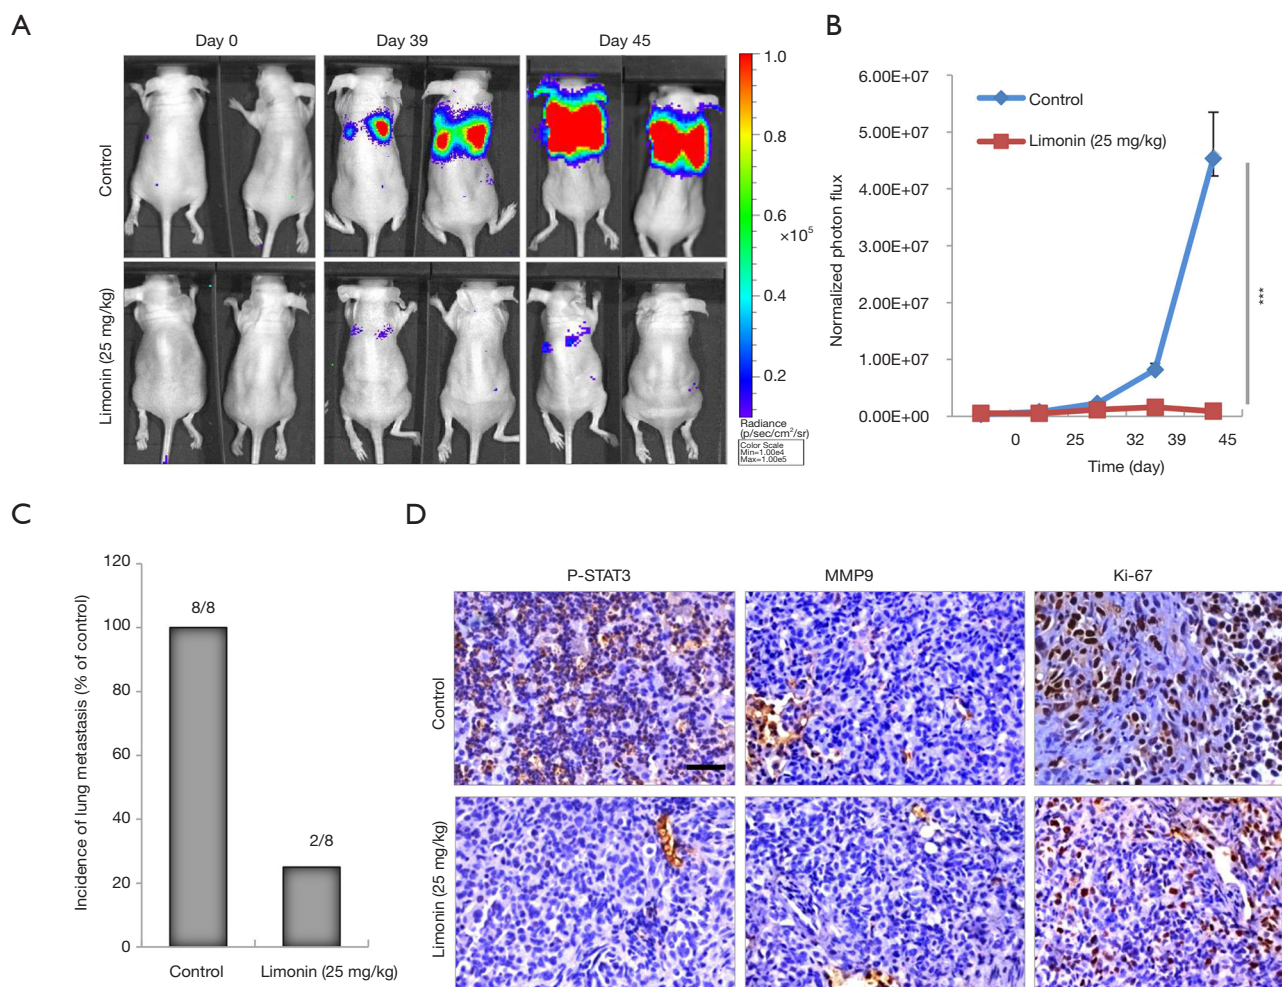 A
Day 0
Day 39
Day 45
Control
Limonin (25 mg/kg)
1.0
0.8
0.6
×10⁵
0.4
0.2
Radiance
(p/sec/cm²/sr)
Color Scale
Min=1.00e4
Max=1.00e5
B
Normalized photon flux
6.00E+07
5.00E+07
4.00E+07
3.00E+07
2.00E+07
1.00E+07
0.00E+00
Control
Limonin (25 mg/kg)
***
0 25 32 39 45
Time (day)
C
Incidence of lung metastasis (% of control)
120
100
80
60
40
20
0
8/8
2/8
Control
Limonin (25 mg/kg)
D
P-STAT3
MMP9
Ki-67
Control
Limonin (25 mg/kg)